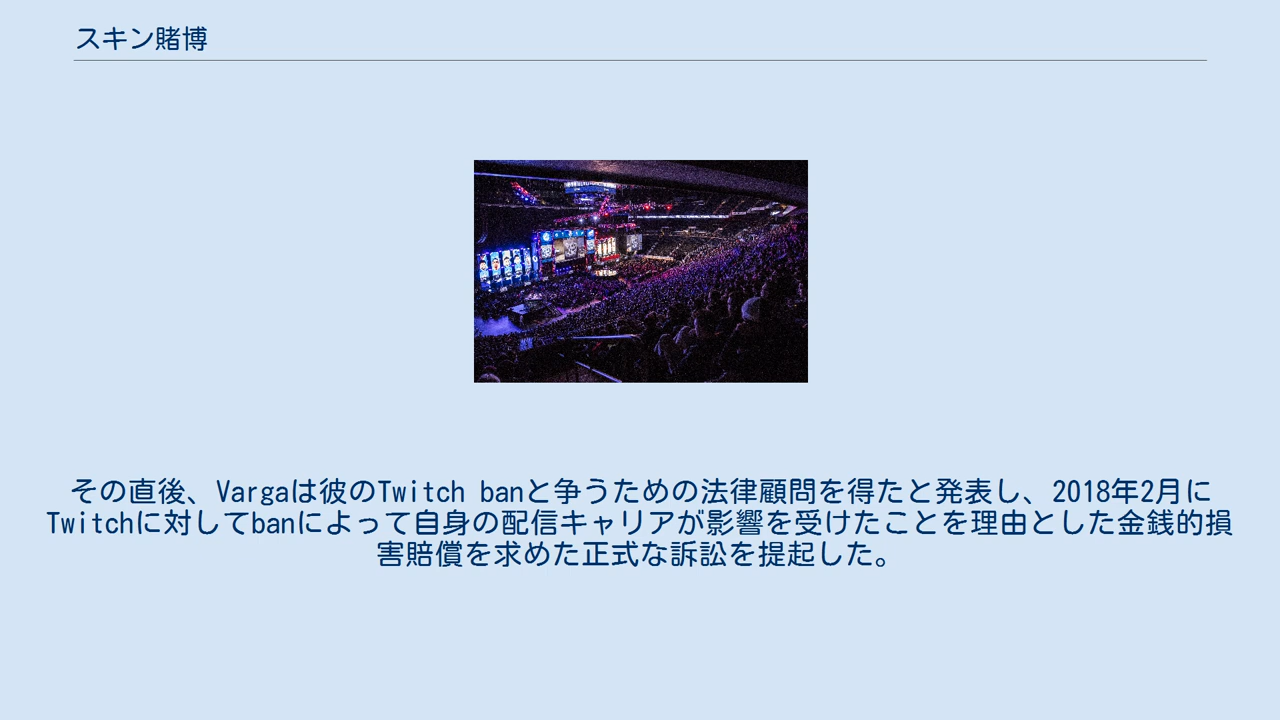 スキン賭博
その直後、Vargaは彼のTwitch banと争うための法律顧問を得たと発表し、2018年2月に
Twitchに対してbanによって自身の配信キャリアが影響を受けたことを理由とした金銭的損
害賠償を求めた正式な訴訟を提起した。